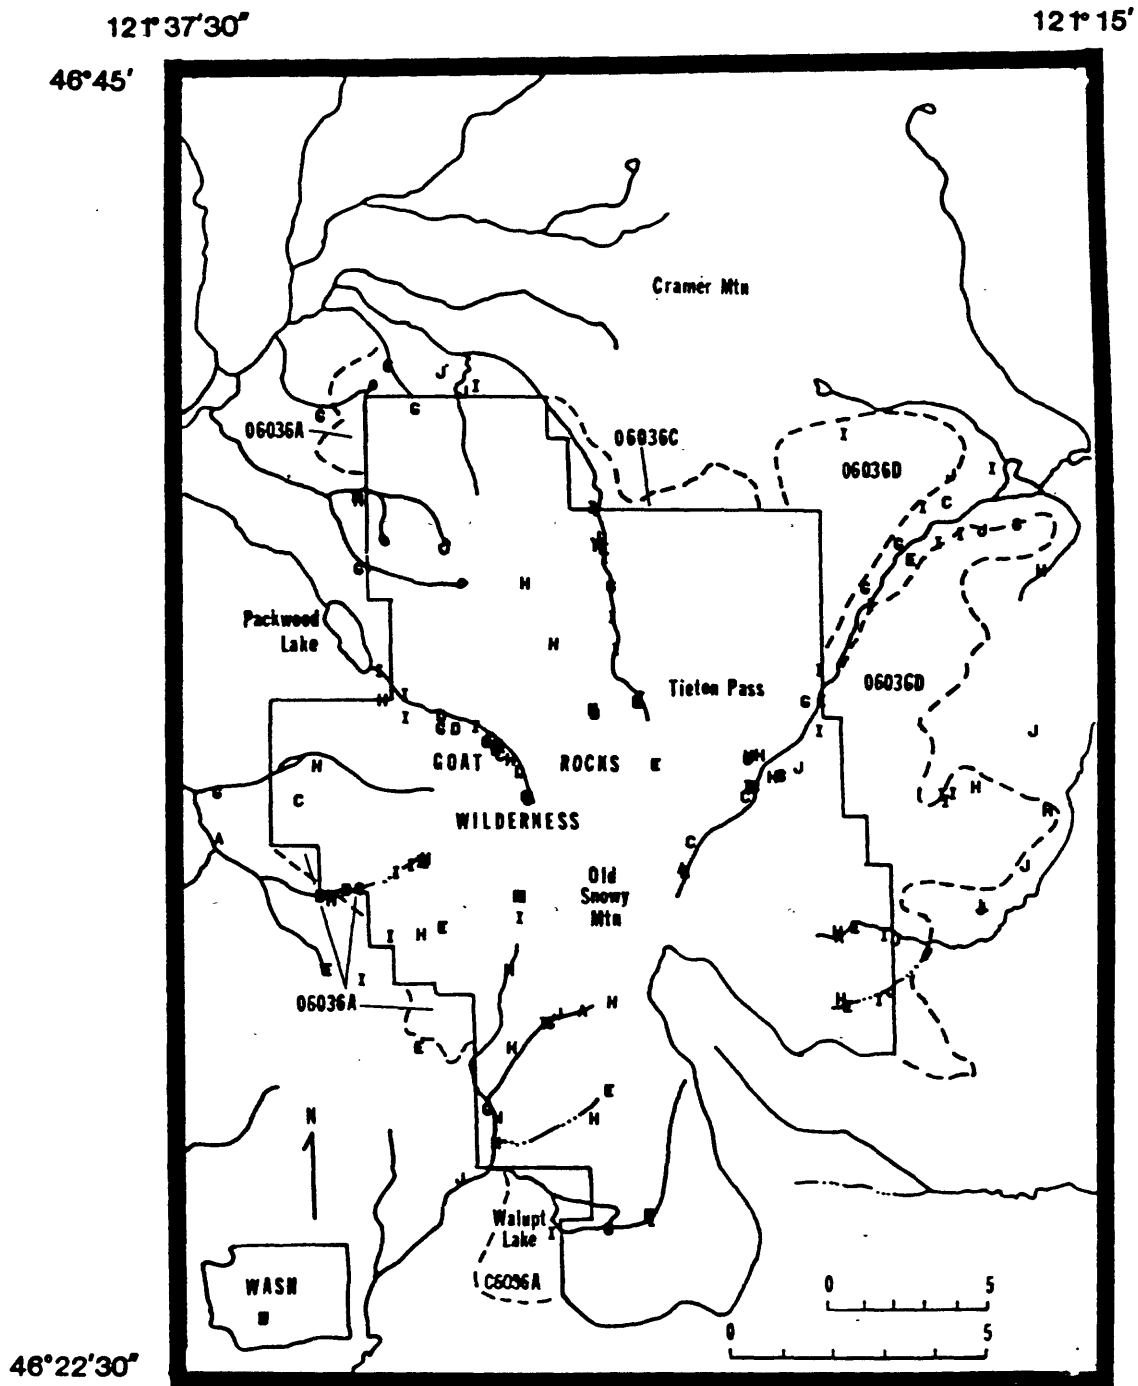 121°37'30"
121°15'
46°45'
Cramer Mtn
J
I
G
G
06036A
06036C
I
06036D
I
J
I
C
G
E
I
I
J
G
H
G
G
H
G
I
Packwood
Lake
H
I
I
H
I
I
Tieton Pass
06036D
I
G
I
G D
I
GOAT
ROCKS
E
H
J
J
H
H
G
C
WILDERNESS
C
A
Old
Snowy
Mtn
I
I
H
E
E
I
06036A
H
H
A
E
H
E
H
N
J
Walupt
Lake
I
C6036A
WASN
0 5
0 5
46°22'30"